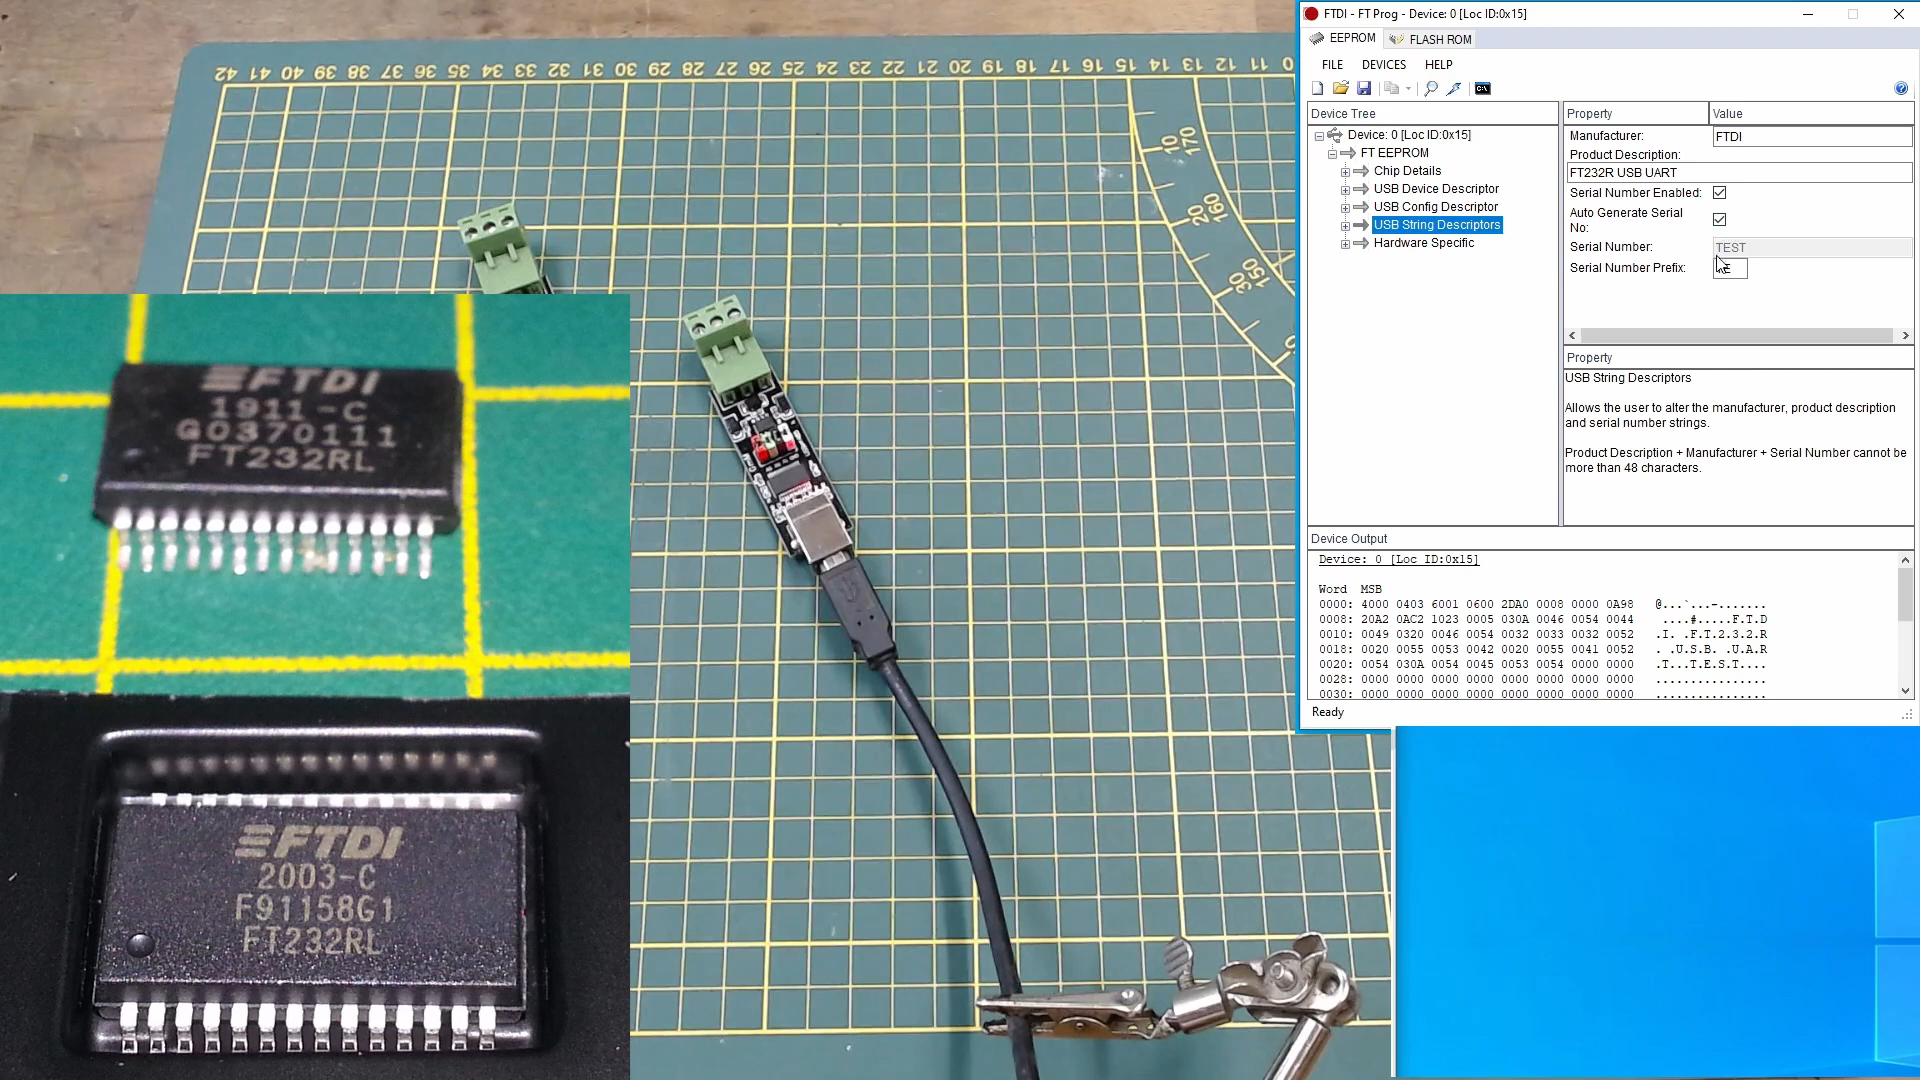 42 41 40 39 38 37 36 35 34 33 32 31 30 29 28 27 26 25 24 23 22 21 20 19 18 17 16 15 14 13 12 11
10 170
20 160
30 150
FTDI
1911-C
G0370111
FT232RL
FTDI
2003-C
F91158G1
FT232RL
FTDI - FT Prog - Device: 0 [Loc ID:0x15]
EEPROM FLASH ROM
FILE DEVICES HELP
Device Tree
Device: 0 [Loc ID:0x15]
FT EEPROM
Chip Details
USB Device Descriptor
USB Config Descriptor
USB String Descriptors
Hardware Specific
Property Value
Manufacturer: FTDI
Product Description:
FT232R USB UART
Serial Number Enabled:
Auto Generate Serial
No:
Serial Number: TEST
Serial Number Prefix:
Property
USB String Descriptors
Allows the user to alter the manufacturer, product description
and serial number strings.
Product Description + Manufacturer + Serial Number cannot be
more than 48 characters.
Device Output
Device: 0 [Loc ID:0x15]
Word MSB
0000: 4000 0403 6001 0600 2DA0 0008 0000 0A98 @...`...-.......
0008: 20A2 0AC2 1023 0005 030A 0046 0054 0044 ....#.....F.T.D
0010: 0049 0320 0046 0054 0032 0033 0032 0052 .I. .F.T.2.3.2.R
0018: 0020 0055 0053 0042 0020 0055 0041 0052 . .U.S.B. .U.A.R
0020: 0054 030A 0054 0045 0053 0054 0000 0000 .T...T.E.S.T....
0028: 0000 0000 0000 0000 0000 0000 0000 0000 ................
0030: 0000 0000 0000 0000 0000 0000 0000 0000 ................
Ready